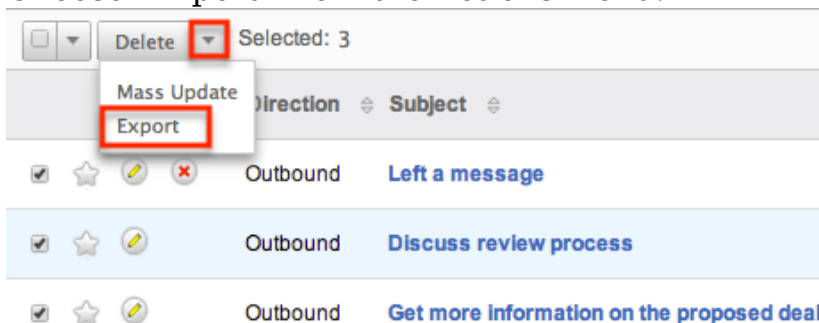 Delete Selected: 3
Mass Update
Direction Subject
Export
Outbound Left a message
Outbound Discuss review process
Outbound Get more information on the proposed deal